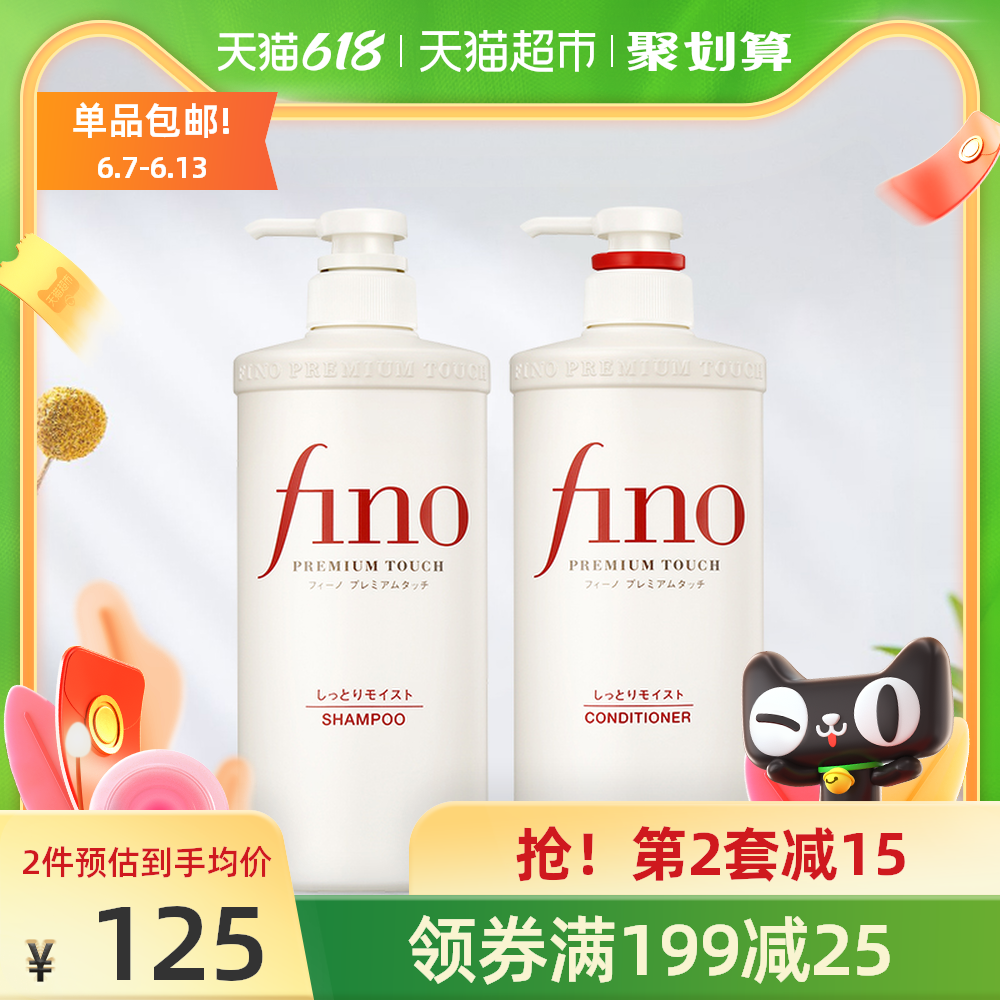 天猫618 | 天猫超市 | 聚划算
单品包邮!
6.7-6.13
天猫超市
FINO PREMIUM TOUCH
FINO PREMIUM TOUCH
fino
PREMIUM TOUCH
フィーノ プレミアムタッチ
しっとりモイスト
SHAMPOO
fino
PREMIUM TOUCH
フィーノ プレミアムタッチ
しっとりモイスト
CONDITIONER
2件预估到手均价
¥125
抢！第2套减15
领券满199减25